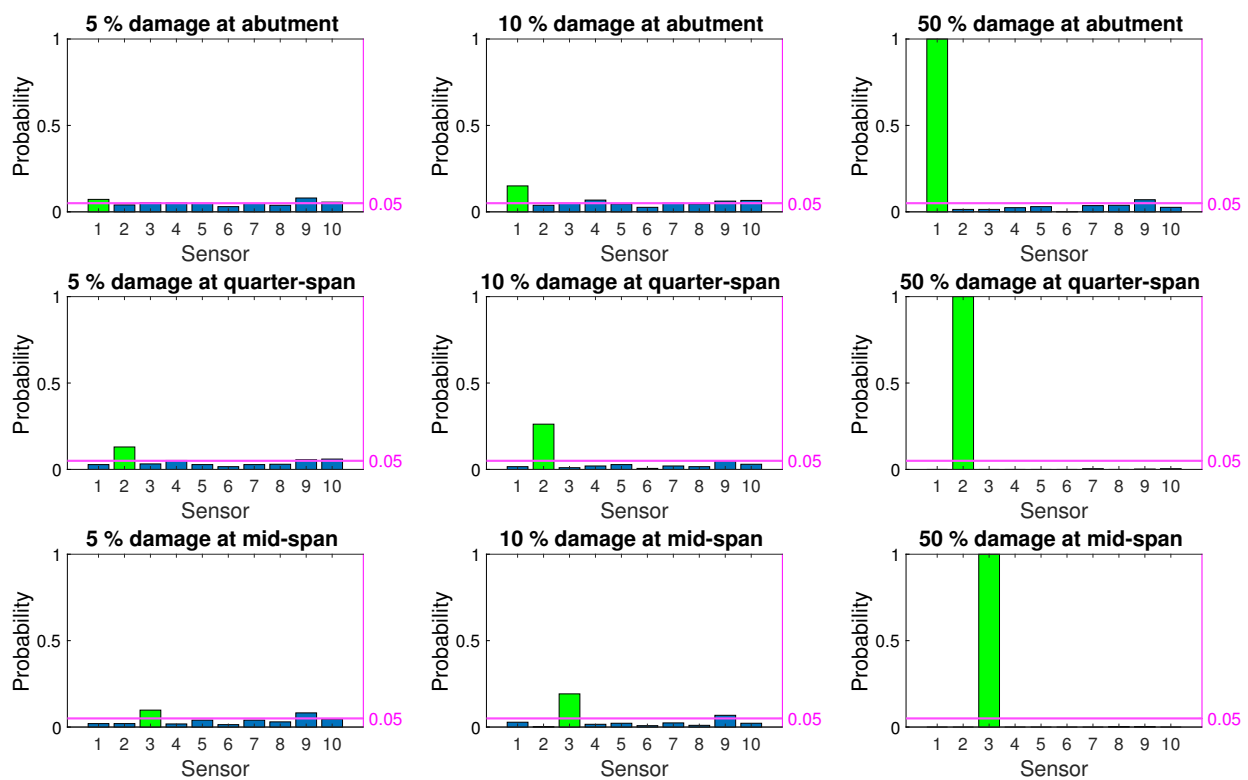 5 % damage at abutment
1
0.5
0
Probability
0.05
1 2 3 4 5 6 7 8 9 10
Sensor
10 % damage at abutment
1
0.5
0
Probability
0.05
1 2 3 4 5 6 7 8 9 10
Sensor
50 % damage at abutment
1
0.5
0
Probability
0.05
1 2 3 4 5 6 7 8 9 10
Sensor
5 % damage at quarter-span
1
0.5
0
Probability
0.05
1 2 3 4 5 6 7 8 9 10
Sensor
10 % damage at quarter-span
1
0.5
0
Probability
0.05
1 2 3 4 5 6 7 8 9 10
Sensor
50 % damage at quarter-span
1
0.5
0
Probability
0.05
1 2 3 4 5 6 7 8 9 10
Sensor
5 % damage at mid-span
1
0.5
0
Probability
0.05
1 2 3 4 5 6 7 8 9 10
Sensor
10 % damage at mid-span
1
0.5
0
Probability
0.05
1 2 3 4 5 6 7 8 9 10
Sensor
50 % damage at mid-span
1
0.5
0
Probability
0.05
1 2 3 4 5 6 7 8 9 10
Sensor